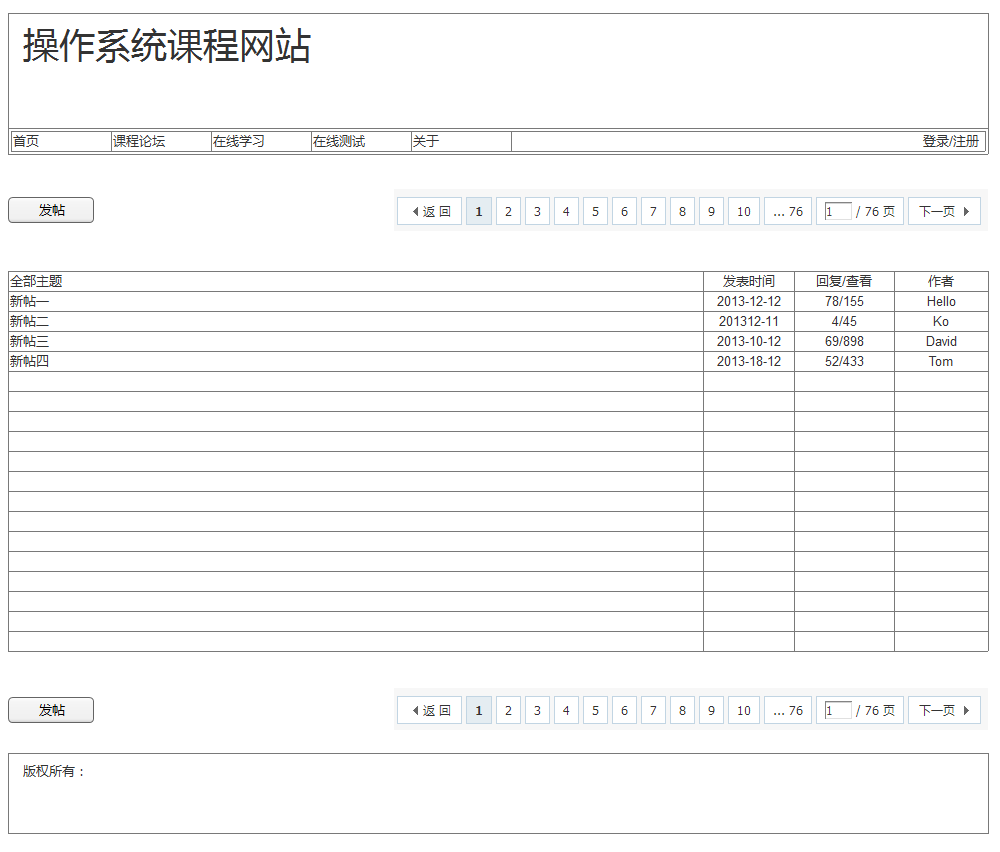 操作系统课程网站
首页 课程论坛 在线学习 在线测试 关于 登录/注册
发帖 返 回 1 2 3 4 5 6 7 8 9 10 ... 76 1 / 76 页 下一页
全部主题 发表时间 回复/查看 作者
新帖一 2013-12-12 78/155 Hello
新帖二 201312-11 4/45 Ko
新帖三 2013-10-12 69/898 David
新帖四 2013-18-12 52/433 Tom
发帖 返 回 1 2 3 4 5 6 7 8 9 10 ... 76 1 / 76 页 下一页
版权所有：